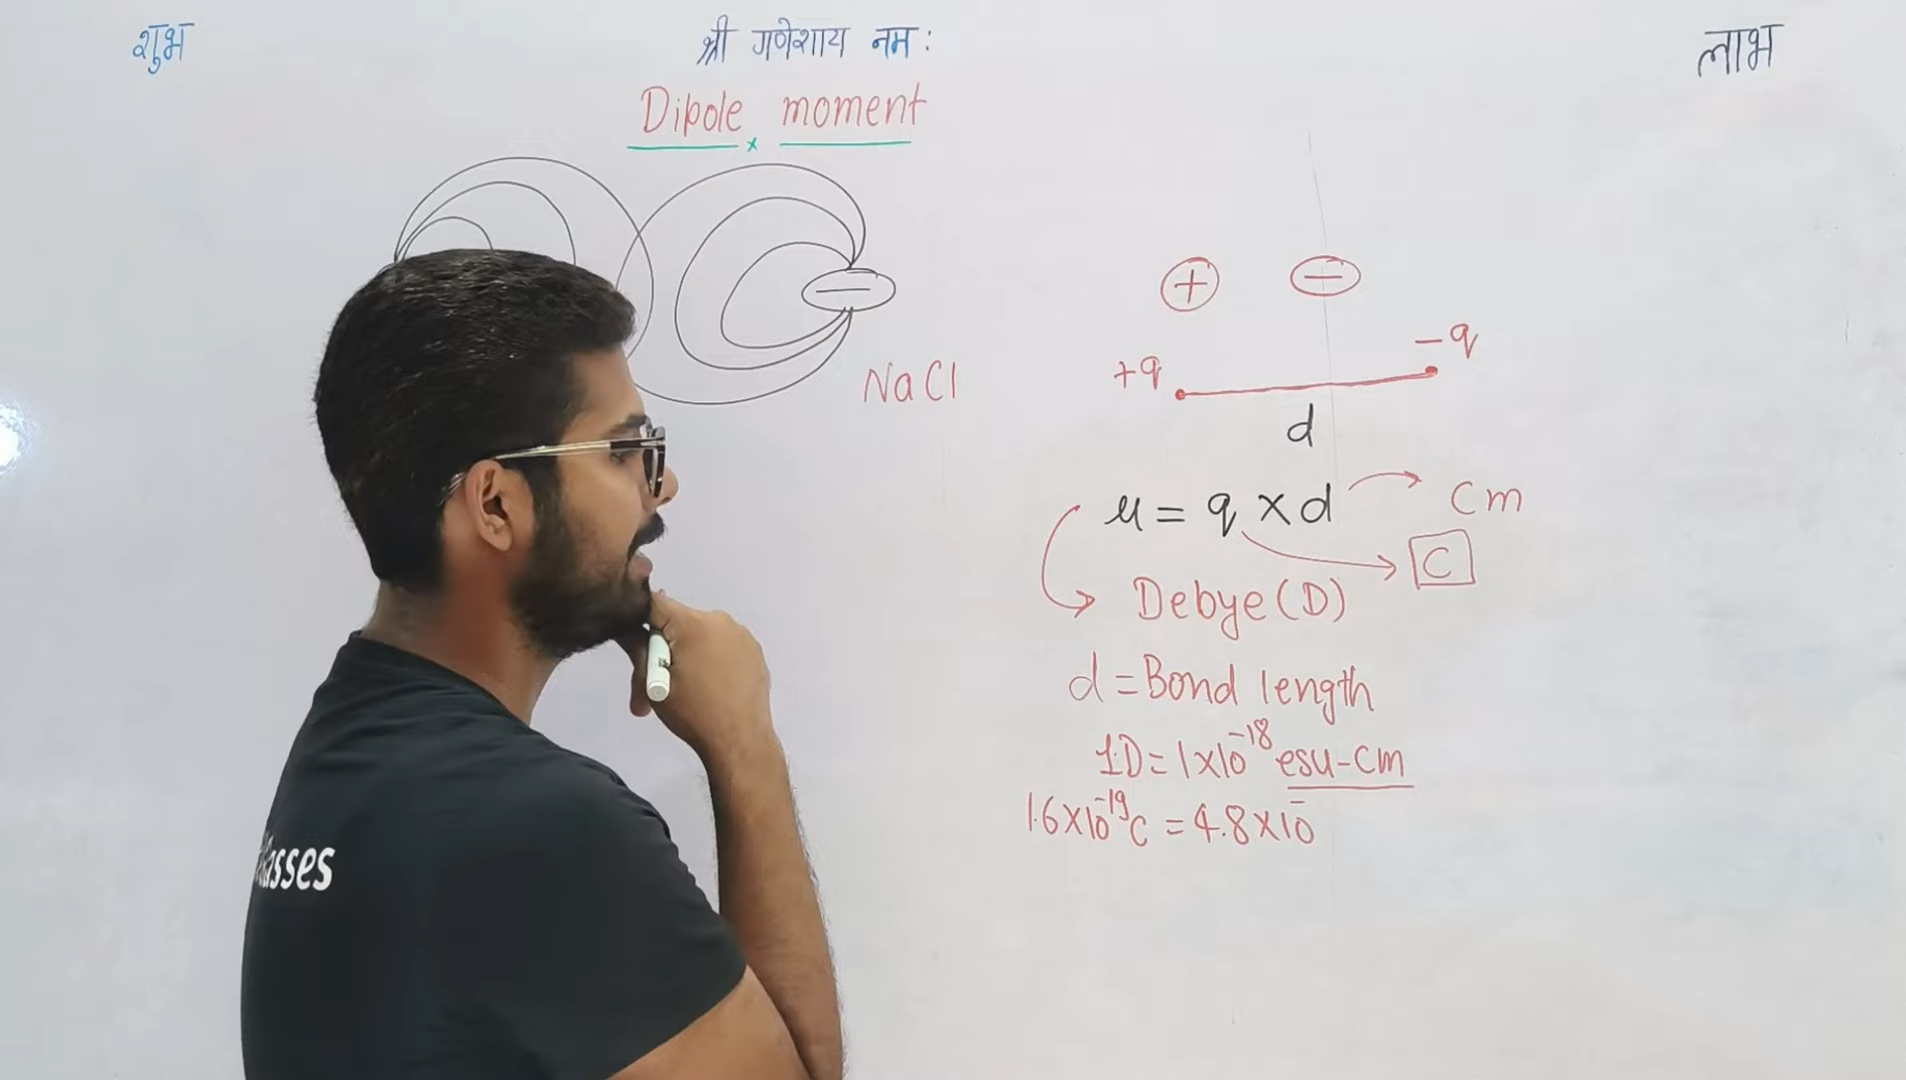 शुभ
श्री गणेशाय नम:
लाभ
Dipole moment
+ −
−q
+q
NaCl
d
μ = q × d
Cm
C
Debye(D)
d = Bond length
1D = 1×10⁻¹⁸ esu-cm
1.6×10⁻¹⁹C = 4.8×10⁻